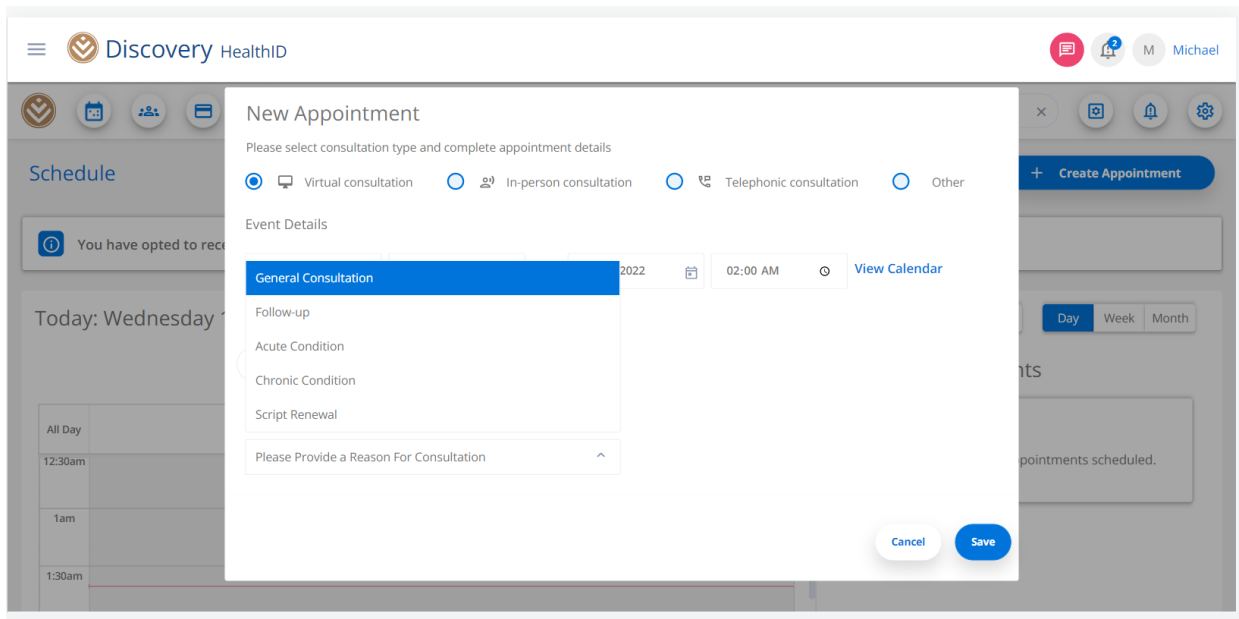 Discovery HealthID
2
M
Michael
New Appointment
Please select consultation type and complete appointment details
Virtual consultation
In-person consultation
Telephonic consultation
Other
Schedule
+ Create Appointment
Event Details
You have opted to rece
2022
02:00 AM
View Calendar
General Consultation
Follow-up
Acute Condition
Chronic Condition
Script Renewal
Please Provide a Reason For Consultation
Today: Wednesday
Day
Week
Month
nts
All Day
12:30am
pointments scheduled.
1am
1:30am
Cancel
Save